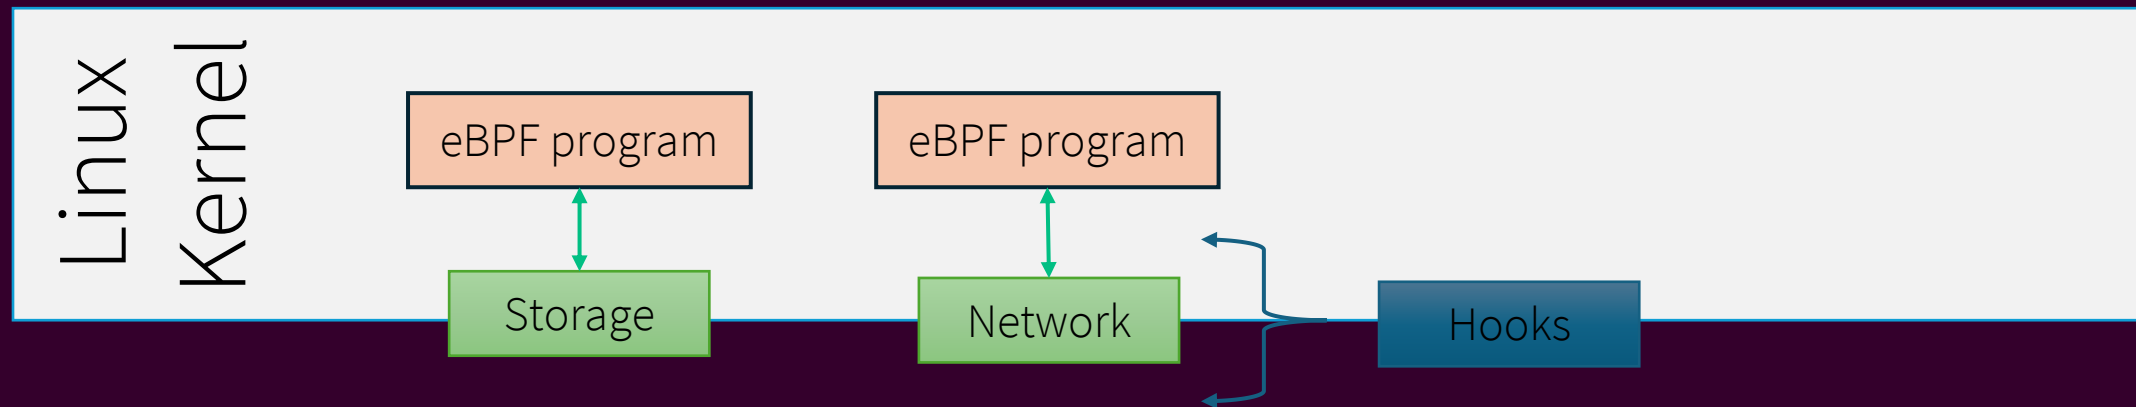 Linux
Kernel
eBPF program
eBPF program
Storage
Network
Hooks